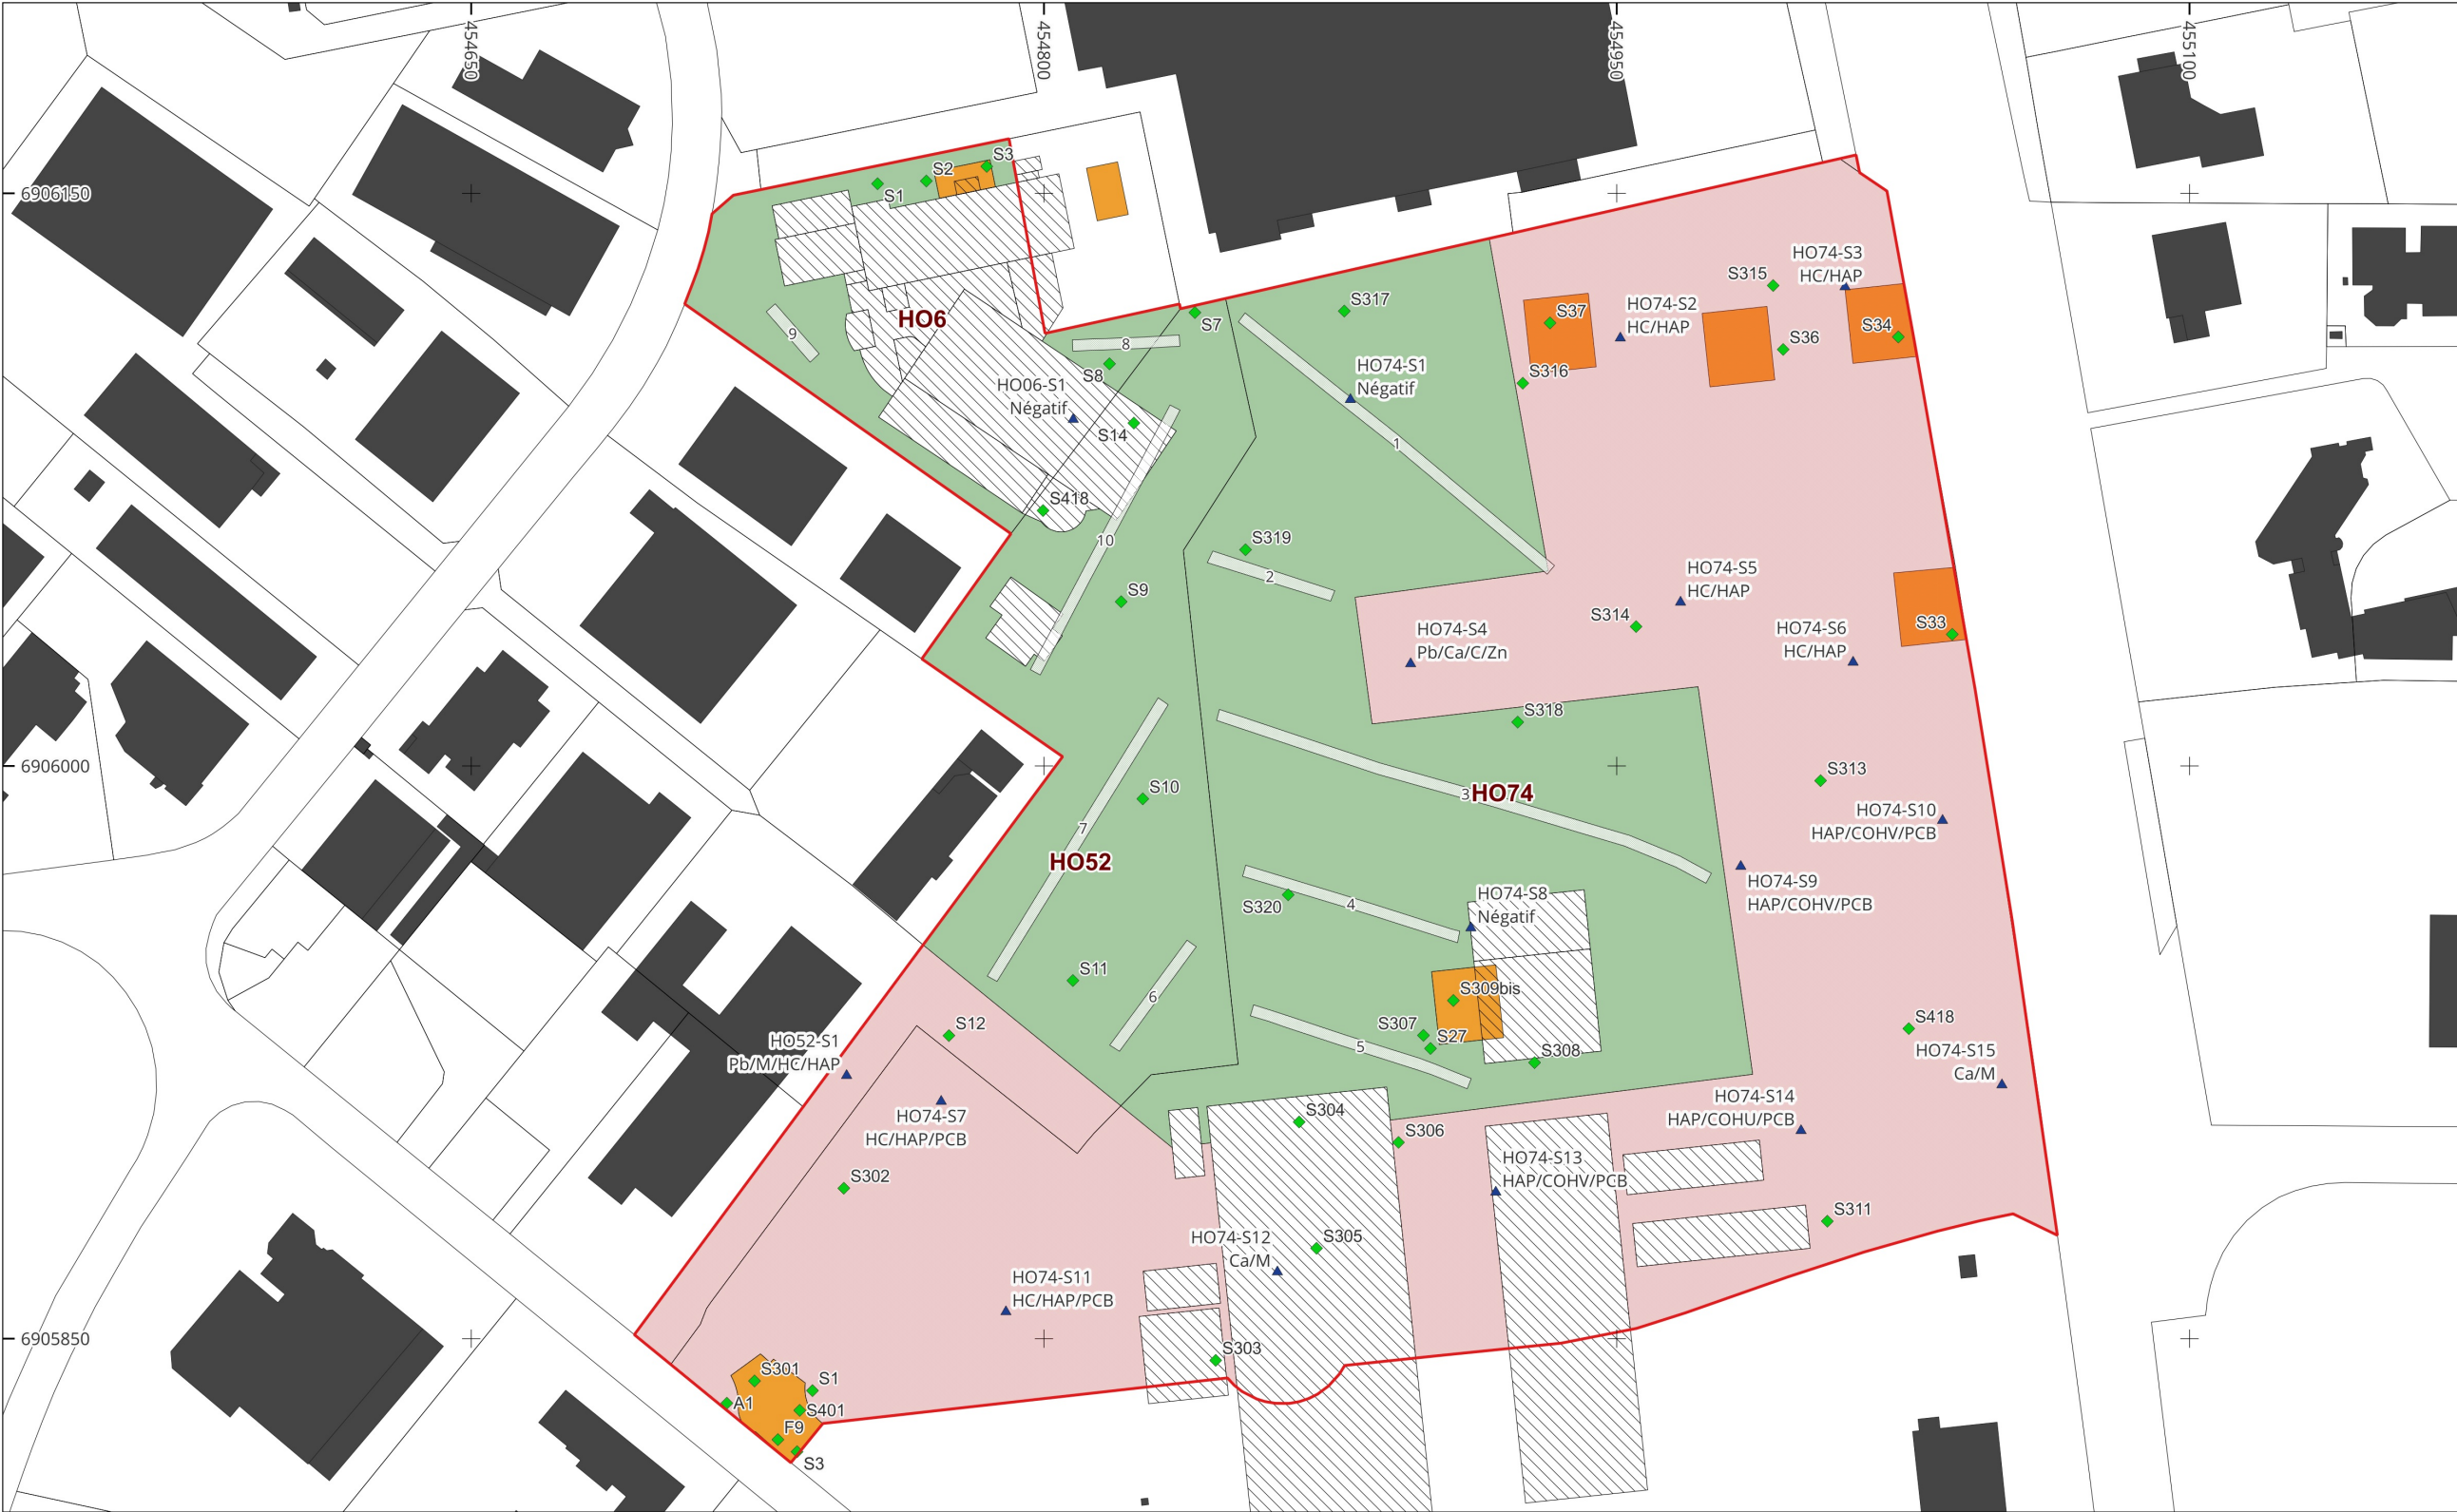 454650
454800
454950
455100
6906150
6906000
6905850
S1
S2
S3
HO6
9
8
S7
S8
HO06-S1
Négatif
S14
S418
10
S9
S317
HO74-S1
Négatif
1
S319
2
S316
S37
HO74-S2
HC/HAP
S315
HO74-S3
HC/HAP
S36
S34
HO74-S5
HC/HAP
S314
HO74-S4
Pb/Ca/C/Zn
HO74-S6
HC/HAP
S33
S318
S313
HO74-S10
HAP/COHV/PCB
HO74-S9
HAP/COHV/PCB
3
HO74
S10
7
HO52
S320
4
HO74-S8
Négatif
S11
6
S309bis
S307
S27
5
S308
S12
HO52-S1
Pb/M/HC/HAP
HO74-S7
HC/HAP/PCB
S302
S418
HO74-S15
Ca/M
HO74-S14
HAP/COHU/PCB
S304
S306
HO74-S13
HAP/COHV/PCB
S311
HO74-S12
Ca/M
S305
HO74-S11
HC/HAP/PCB
S303
S301
S1
A1
S401
F9
S3